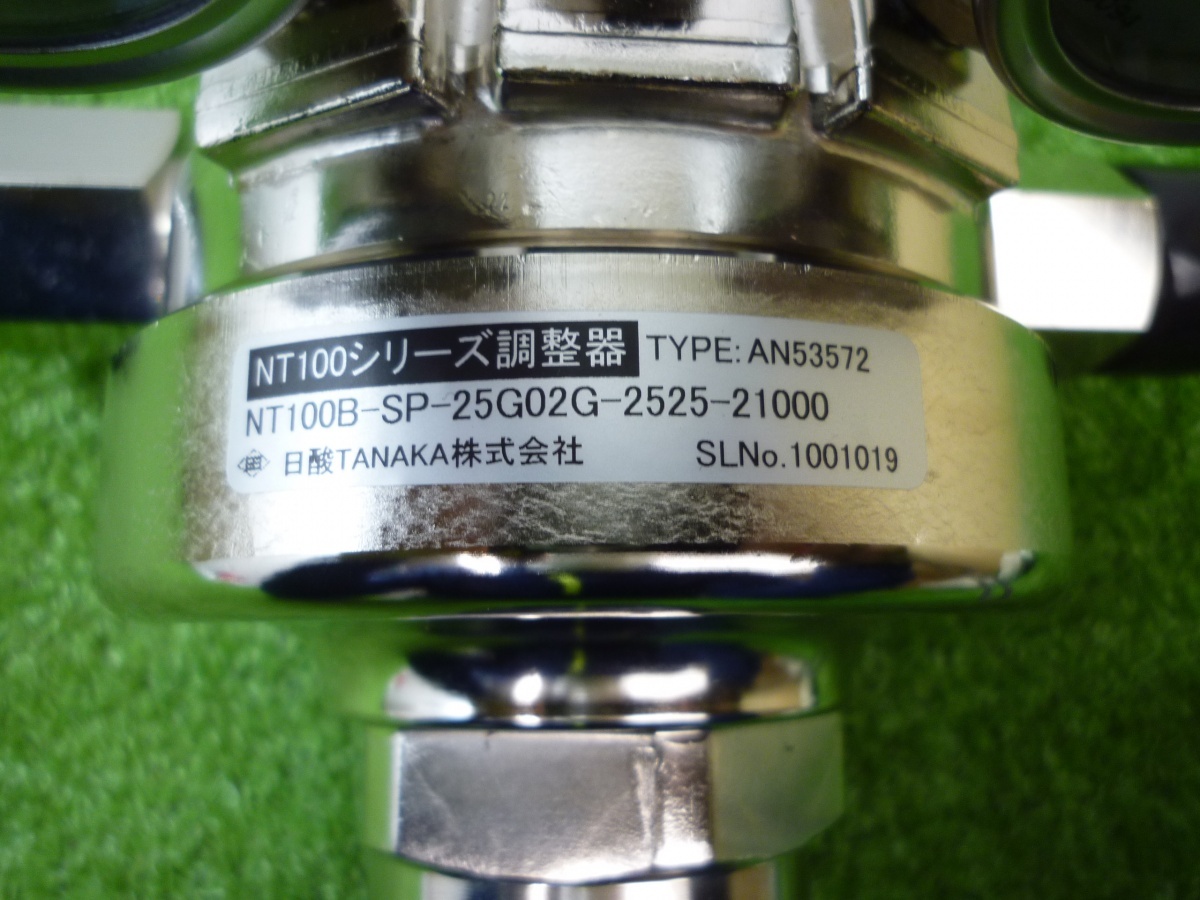 NT100シリーズ調整器 TYPE: AN53572
NT100B-SP-25G02G-2525-21000
日酸TANAKA株式会社 SLNo.1001019